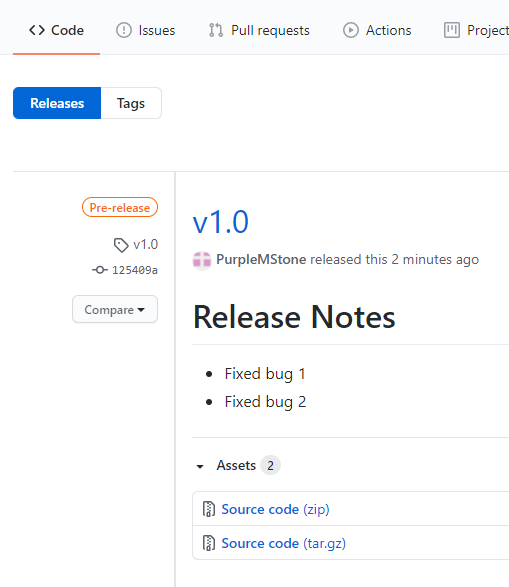 Code Issues Pull requests Actions Project
Releases Tags
Pre-release
v1.0
125409a
Compare
v1.0
PurpleMStone released this 2 minutes ago
Release Notes
Fixed bug 1
Fixed bug 2
Assets 2
Source code (zip)
Source code (tar.gz)